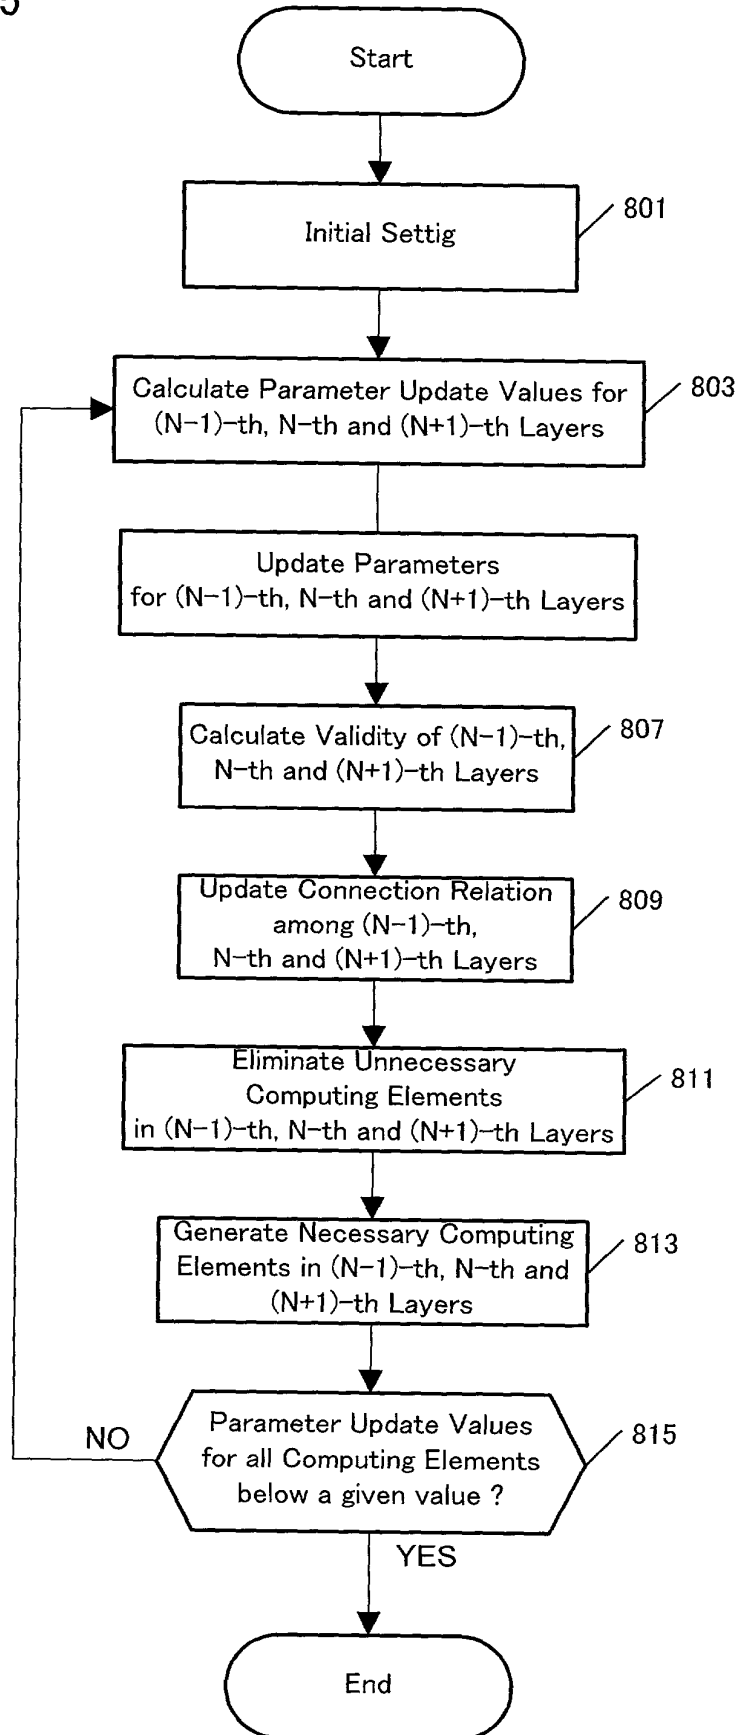 5
Start
Initial Settig
801
Calculate Parameter Update Values for
(N-1)-th, N-th and (N+1)-th Layers
803
Update Parameters
for (N-1)-th, N-th and (N+1)-th Layers
Calculate Validity of (N-1)-th,
N-th and (N+1)-th Layers
807
Update Connection Relation
among (N-1)-th,
N-th and (N+1)-th Layers
809
Eliminate Unnecessary
Computing Elements
in (N-1)-th, N-th and (N+1)-th Layers
811
Generate Necessary Computing
Elements in (N-1)-th, N-th and
(N+1)-th Layers
813
Parameter Update Values
for all Computing Elements
below a given value ?
815
NO
YES
End